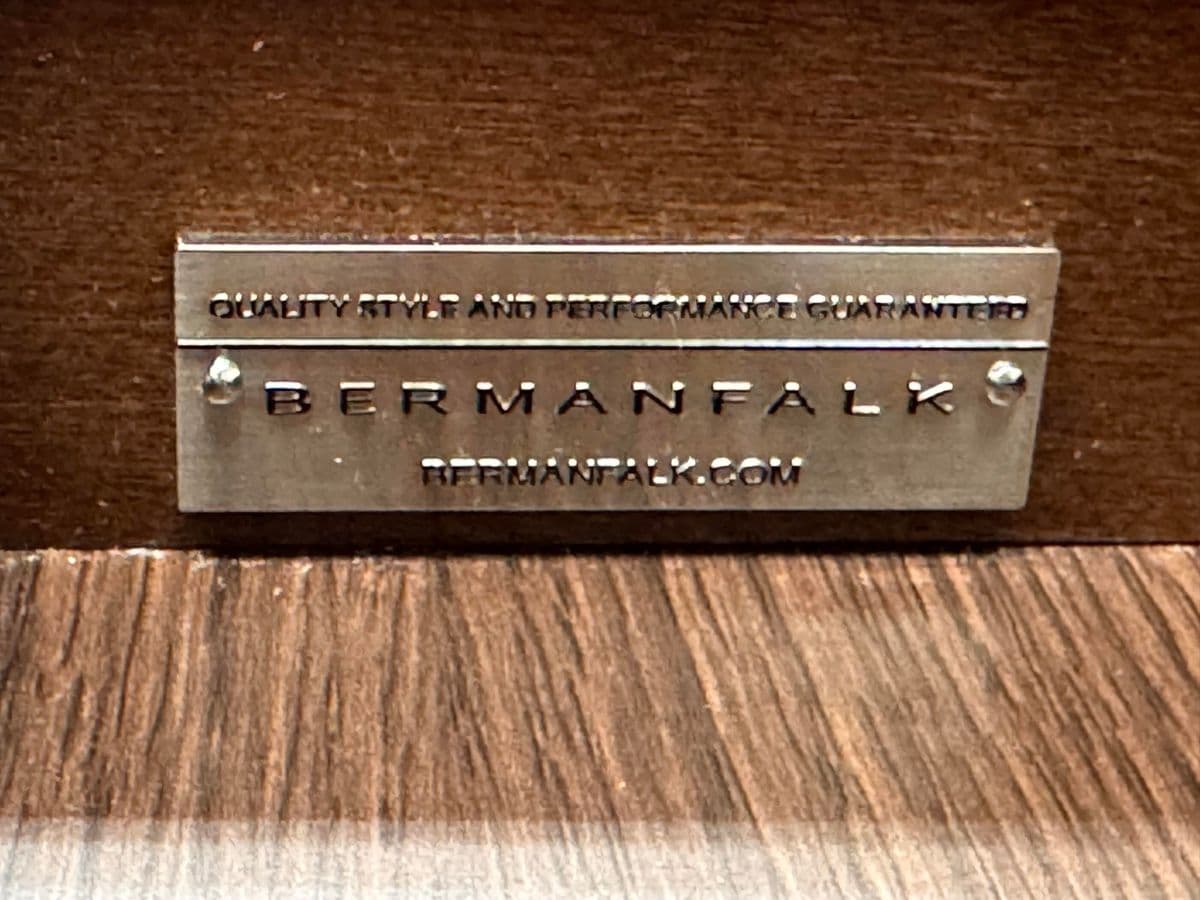 QUALITY STYLE AND PERFORMANCE GUARANTEED
BERMANFALK
BERMANFALK.COM